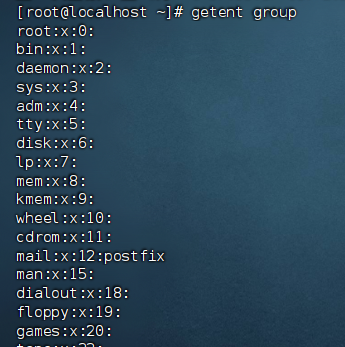 [root@localhost ~]# getent group
root:x:0:
bin:x:1:
daemon:x:2:
sys:x:3:
adm:x:4:
tty:x:5:
disk:x:6:
lp:x:7:
mem:x:8:
kmem:x:9:
wheel:x:10:
cdrom:x:11:
mail:x:12:postfix
man:x:15:
dialout:x:18:
floppy:x:19:
games:x:20: